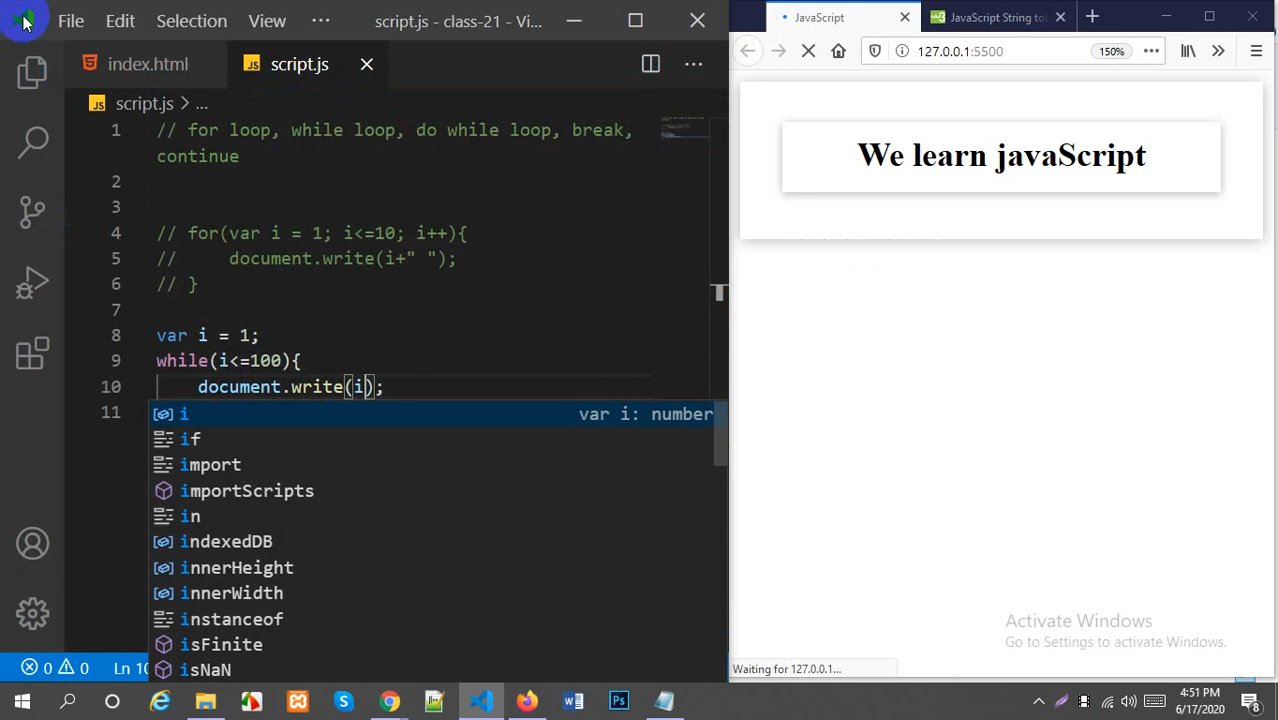 File Edit Selection View ... script.js - class-21 - Vi...
index.html script.js
script.js > ...
1 // for loop, while loop, do while loop, break,
continue
2
3
4 // for(var i = 1; i<=10; i++){
5 //     document.write(i+" ");
6 // }
7
8 var i = 1;
9 while(i<=100){
10     document.write(i);
11
i var i: number
if
import
importScripts
in
indexedDB
innerHeight
innerWidth
instanceof
isFinite
isNaN
0 0 Ln 10
JavaScript
JavaScript String to
127.0.0.1:5500 150%
We learn javaScript
Activate Windows
Go to Settings to activate Windows.
Waiting for 127.0.0.1...
4:51 PM
6/17/2020
8